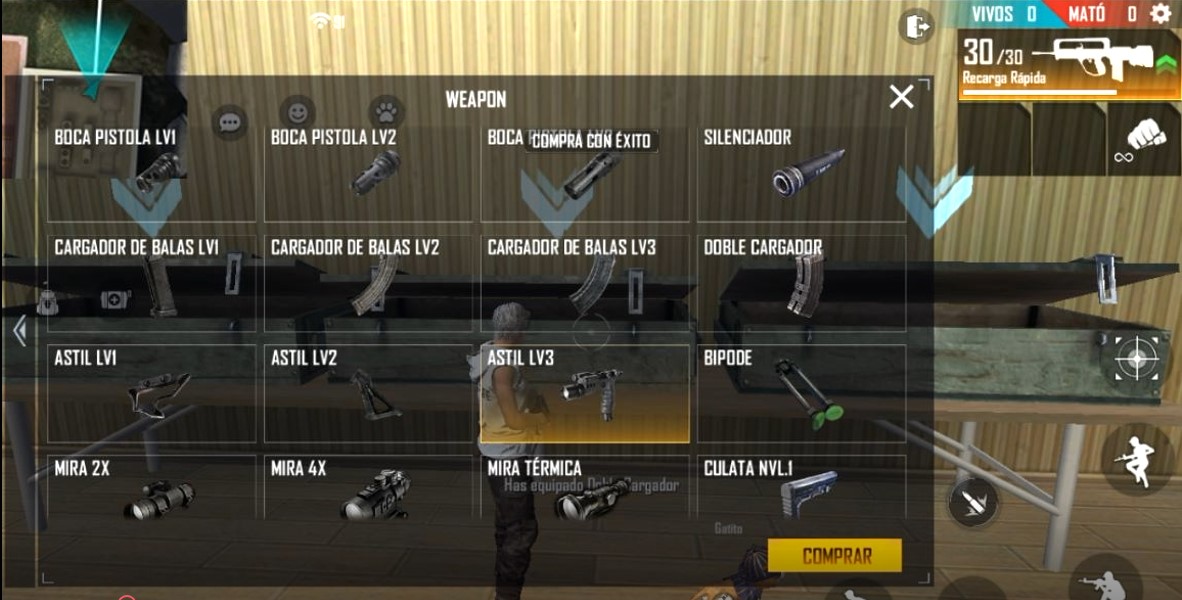 VIVOS 0 MATÓ 0
30/30
Recarga Rápida
WEAPON
BOCA PISTOLA LV1
BOCA PISTOLA LV2
BOCA
COMPRA CON ÉXITO
SILENCIADOR
CARGADOR DE BALAS LV1
CARGADOR DE BALAS LV2
CARGADOR DE BALAS LV3
DOBLE CARGADOR
ASTIL LV1
ASTIL LV2
ASTIL LV3
BIPODE
MIRA 2X
MIRA 4X
MIRA TÉRMICA
CULATA NVL.1
Has equipado Doble Cargador
Gatito
COMPRAR